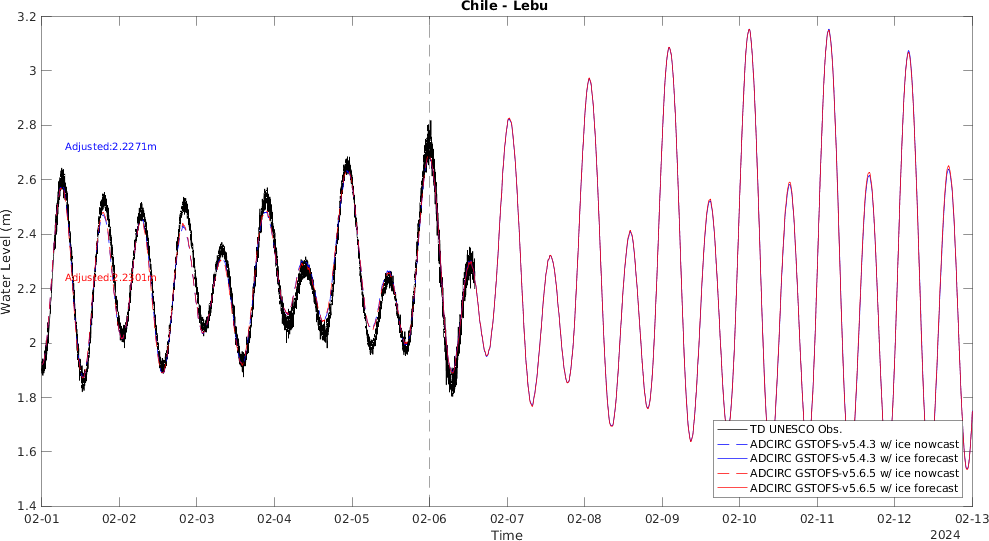 Chile - Lebu
3.2
3
2.8
2.6
2.4
2.2
2
1.8
1.6
1.4
Water Level (m)
Adjusted:2.2271m
Adjusted:2.2301m
TD UNESCO Obs.
ADCIRC GSTOFS-v5.4.3 w/ ice nowcast
ADCIRC GSTOFS-v5.4.3 w/ ice forecast
ADCIRC GSTOFS-v5.6.5 w/ ice nowcast
ADCIRC GSTOFS-v5.6.5 w/ ice forecast
02-01 02-02 02-03 02-04 02-05 02-06 02-07 02-08 02-09 02-10 02-11 02-12 02-13
Time
2024